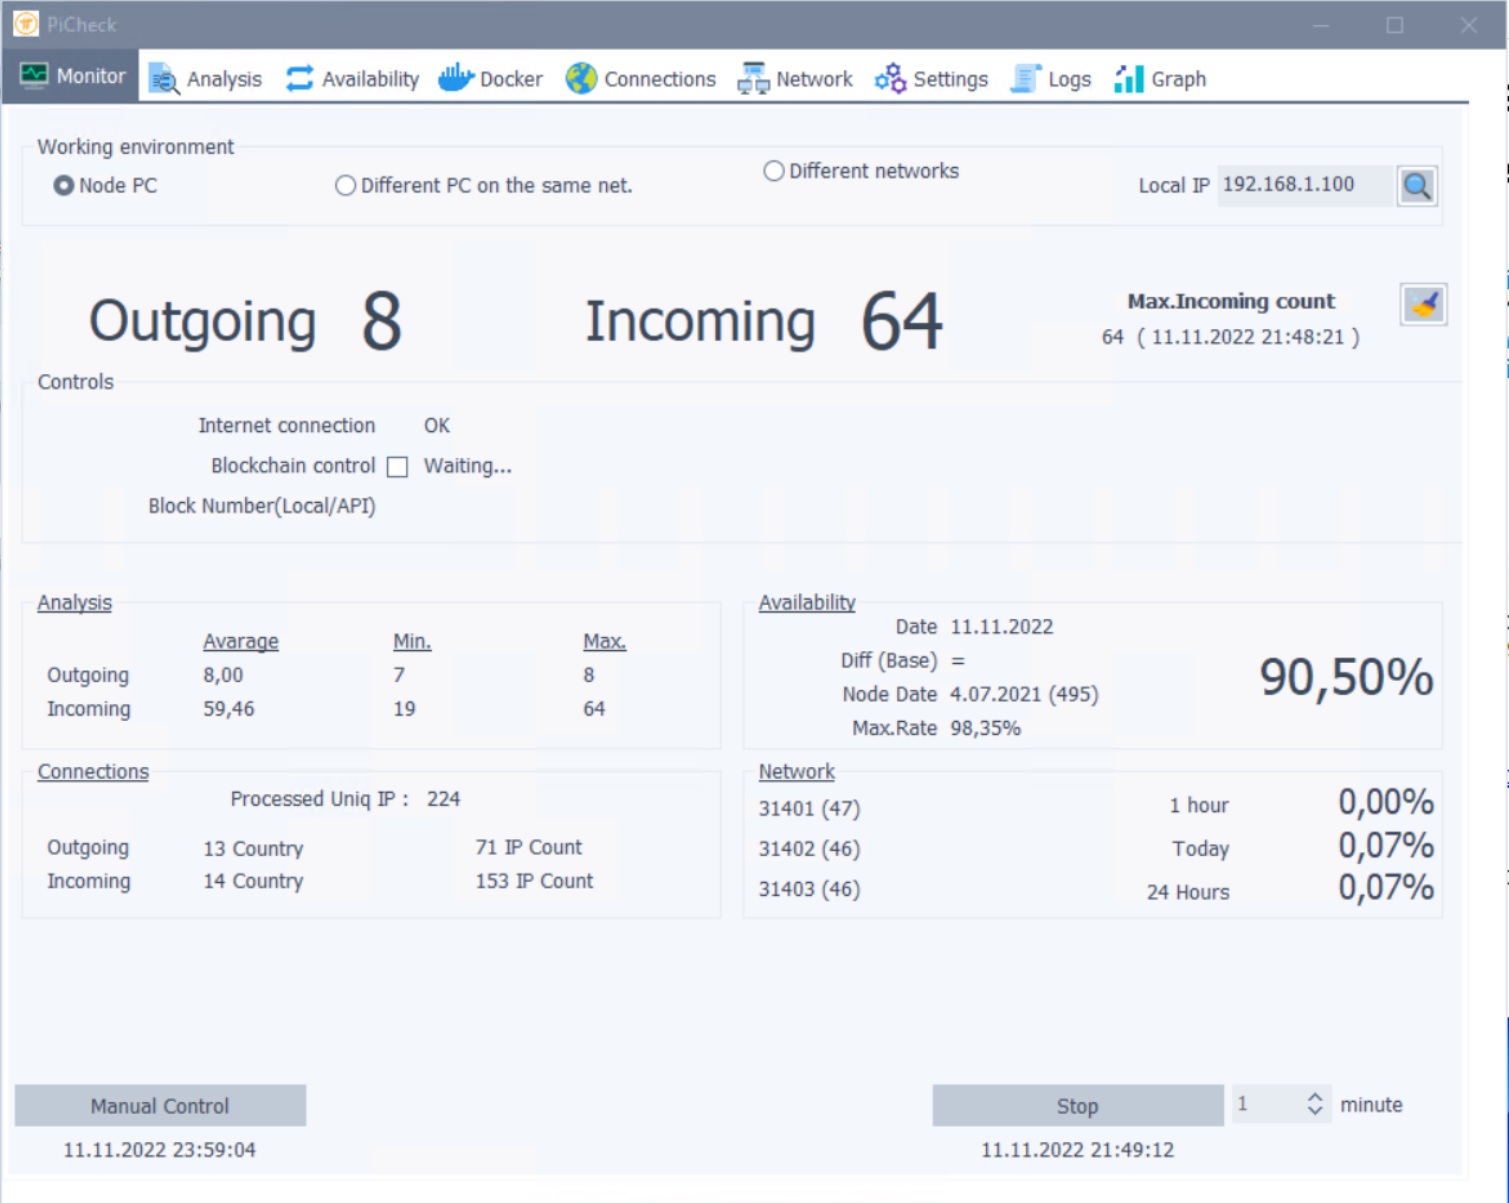 PiCheck
Monitor Analysis Availability Docker Connections Network Settings Logs Graph
Working environment
Node PC Different PC on the same net. Different networks Local IP 192.168.1.100
Outgoing 8 Incoming 64 Max.Incoming count
64 ( 11.11.2022 21:48:21 )
Controls
Internet connection OK
Blockchain control Waiting...
Block Number(Local/API)
Analysis
Avarage Min. Max.
Outgoing 8,00 7 8
Incoming 59,46 19 64
Availability
Date 11.11.2022
Diff (Base) =
Node Date 4.07.2021 (495)
Max.Rate 98,35%
90,50%
Connections
Processed Uniq IP : 224
Outgoing 13 Country 71 IP Count
Incoming 14 Country 153 IP Count
Network
31401 (47) 1 hour 0,00%
31402 (46) Today 0,07%
31403 (46) 24 Hours 0,07%
Manual Control Stop 1 minute
11.11.2022 23:59:04 11.11.2022 21:49:12